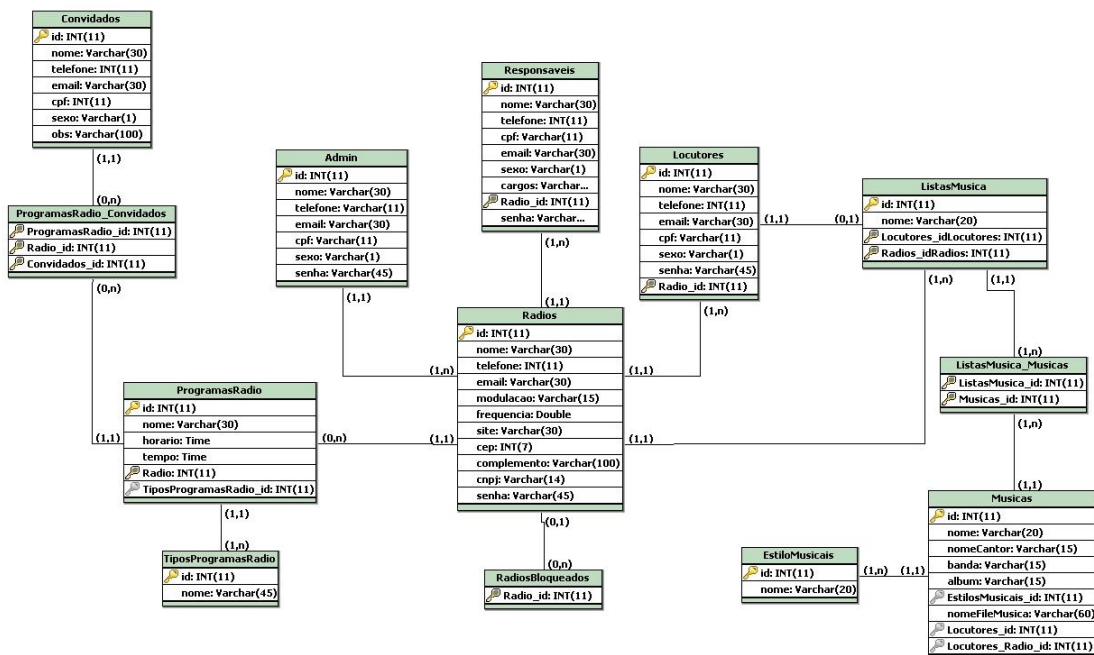 Convidados
id: INT(11)
nome: Varchar(30)
telefone: INT(11)
email: Varchar(30)
cpf: INT(11)
sexo: Varchar(1)
obs: Varchar(100)
(1,1)
(0,n)
ProgramasRadio_Convidados
ProgramasRadio_id: INT(11)
Radio_id: INT(11)
Convidados_id: INT(11)
(0,n)
Admin
id: INT(11)
nome: Varchar(30)
telefone: Varchar(11)
email: Varchar(30)
cpf: Varchar(11)
sexo: Varchar(1)
senha: Varchar(45)
(1,1)
(1,n)
Responsaveis
id: INT(11)
nome: Varchar(30)
telefone: INT(11)
cpf: Varchar(11)
email: Varchar(30)
sexo: Varchar(1)
cargos: Varchar...
Radio_id: INT(11)
senha: Varchar...
(1,n)
(1,1)
Locutores
id: INT(11)
nome: Varchar(30)
telefone: INT(11)
email: Varchar(30)
cpf: Varchar(11)
sexo: Varchar(1)
senha: Varchar(45)
Radio_id: INT(11)
(1,1)
(0,1)
(1,n)
(1,1)
ListasMusica
id: INT(11)
nome: Varchar(20)
Locutores_idLocutores: INT(11)
Radios_idRadios: INT(11)
(1,n)
(1,1)
(1,1)
(1,n)
ListasMusica_Musicas
ListasMusica_id: INT(11)
Musicas_id: INT(11)
(1,n)
(1,1)
Radios
id: INT(11)
nome: Varchar(30)
telefone: INT(11)
email: Varchar(30)
modulacao: Varchar(15)
frequencia: Double
site: Varchar(30)
cep: INT(7)
complemento: Varchar(100)
cnpj: Varchar(14)
senha: Varchar(45)
(0,1)
(0,n)
RadiosBloqueados
Radio_id: INT(11)
ProgramasRadio
id: INT(11)
nome: Varchar(30)
horario: Time
tempo: Time
Radio: INT(11)
TiposProgramasRadio_id: INT(11)
(1,1)
(0,n)
(1,1)
(1,1)
(1,n)
TiposProgramasRadio
id: INT(11)
nome: Varchar(45)
EstiloMusicais
id: INT(11)
nome: Varchar(20)
(1,n)
(1,1)
Musicas
id: INT(11)
nome: Varchar(20)
nomeCantor: Varchar(15)
banda: Varchar(15)
album: Varchar(15)
EstilosMusicais_id: INT(11)
nomeFileMusica: Varchar(60)
Locutores_id: INT(11)
Locutores_Radio_id: INT(11)